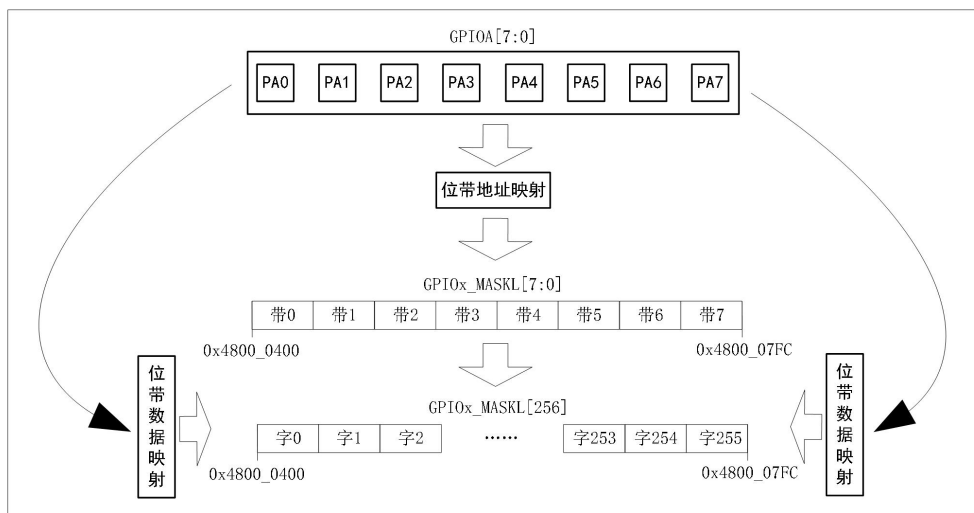 GPIOA[7:0]
PA0 PA1 PA2 PA3 PA4 PA5 PA6 PA7
位带地址映射
GPIOx_MASKL[7:0]
带0 带1 带2 带3 带4 带5 带6 带7
0x4800_0400 0x4800_07FC
GPIOx_MASKL[256]
字0 字1 字2 …… 字253 字254 字255
0x4800_0400 0x4800_07FC
位带数据映射
位带数据映射